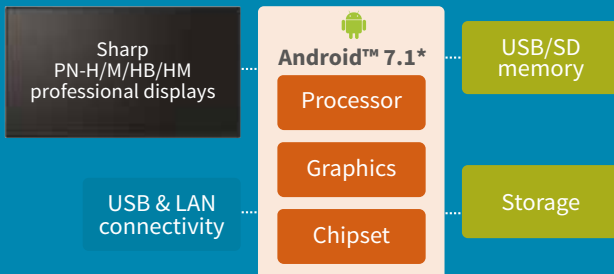 Sharp
PN-H/M/HB/HM
professional displays
USB & LAN
connectivity
Android™ 7.1*
Processor
Graphics
Chipset
USB/SD
memory
Storage